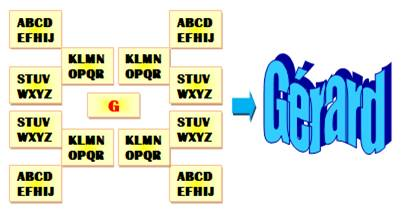 ABCD
EFHIJ
ABCD
EFHIJ
KLMN
OPQR
KLMN
OPQR
STUV
WXYZ
STUV
WXYZ
G
Gérard
STUV
WXYZ
STUV
WXYZ
KLMN
OPQR
KLMN
OPQR
ABCD
EFHIJ
ABCD
EFHIJ